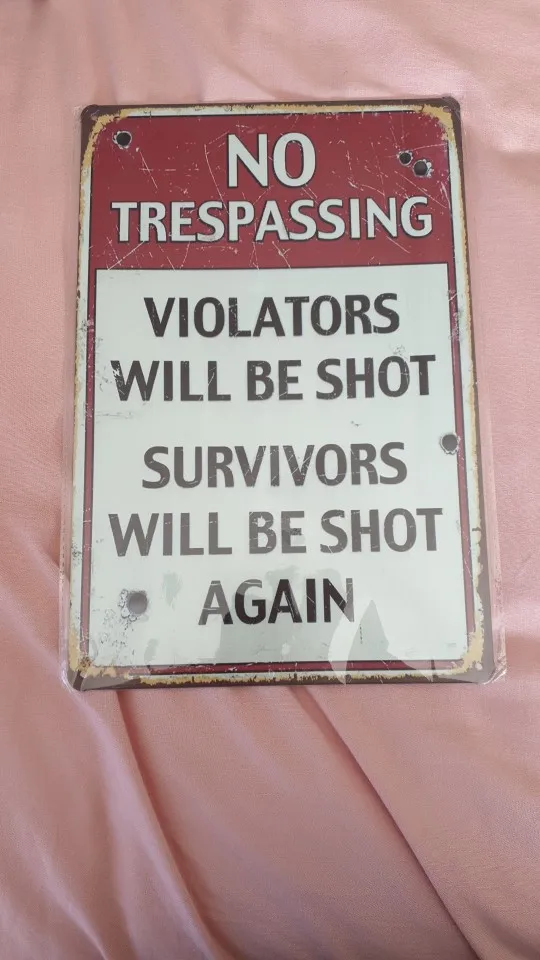 NO
TRESPASSING
VIOLATORS
WILL BE SHOT
SURVIVORS
WILL BE SHOT
AGAIN